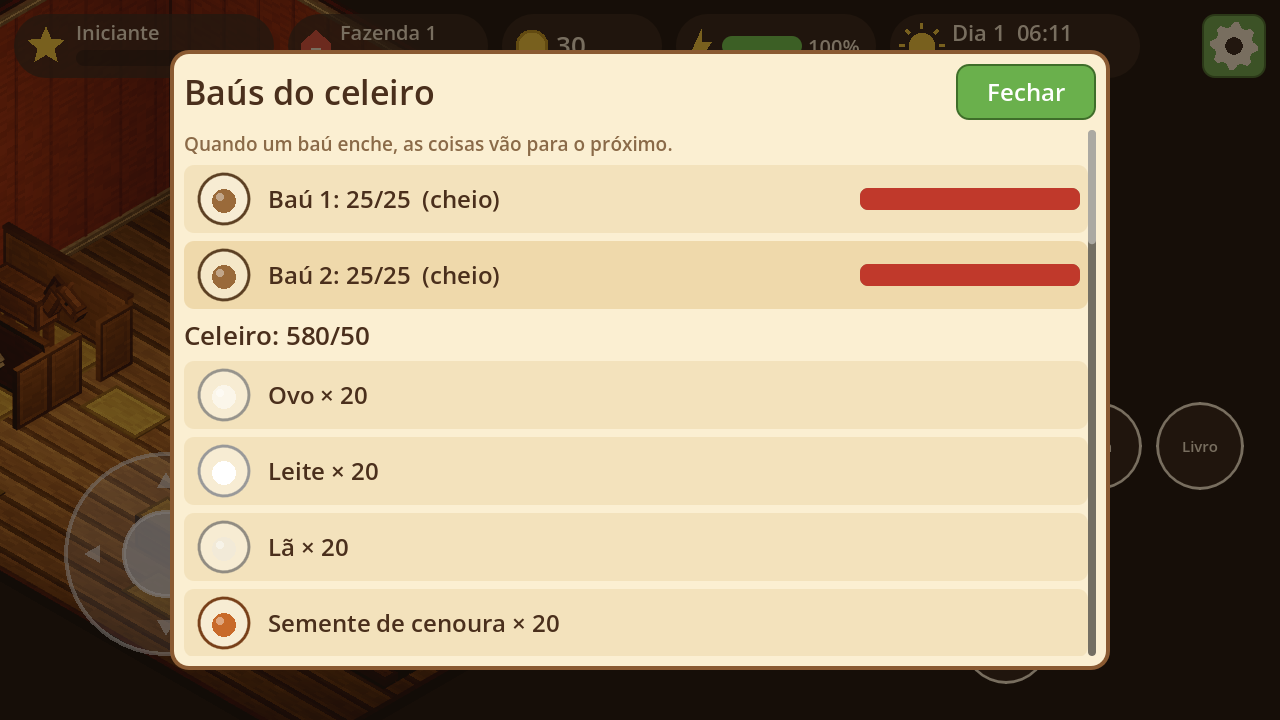 Iniciante
Fazenda 1
30
100%
Dia 1 06:11
Baús do celeiro
Fechar
Quando um baú enche, as coisas vão para o próximo.
Baú 1: 25/25 (cheio)
Baú 2: 25/25 (cheio)
Celeiro: 580/50
Ovo × 20
Leite × 20
Livro
Lã × 20
Semente de cenoura × 20